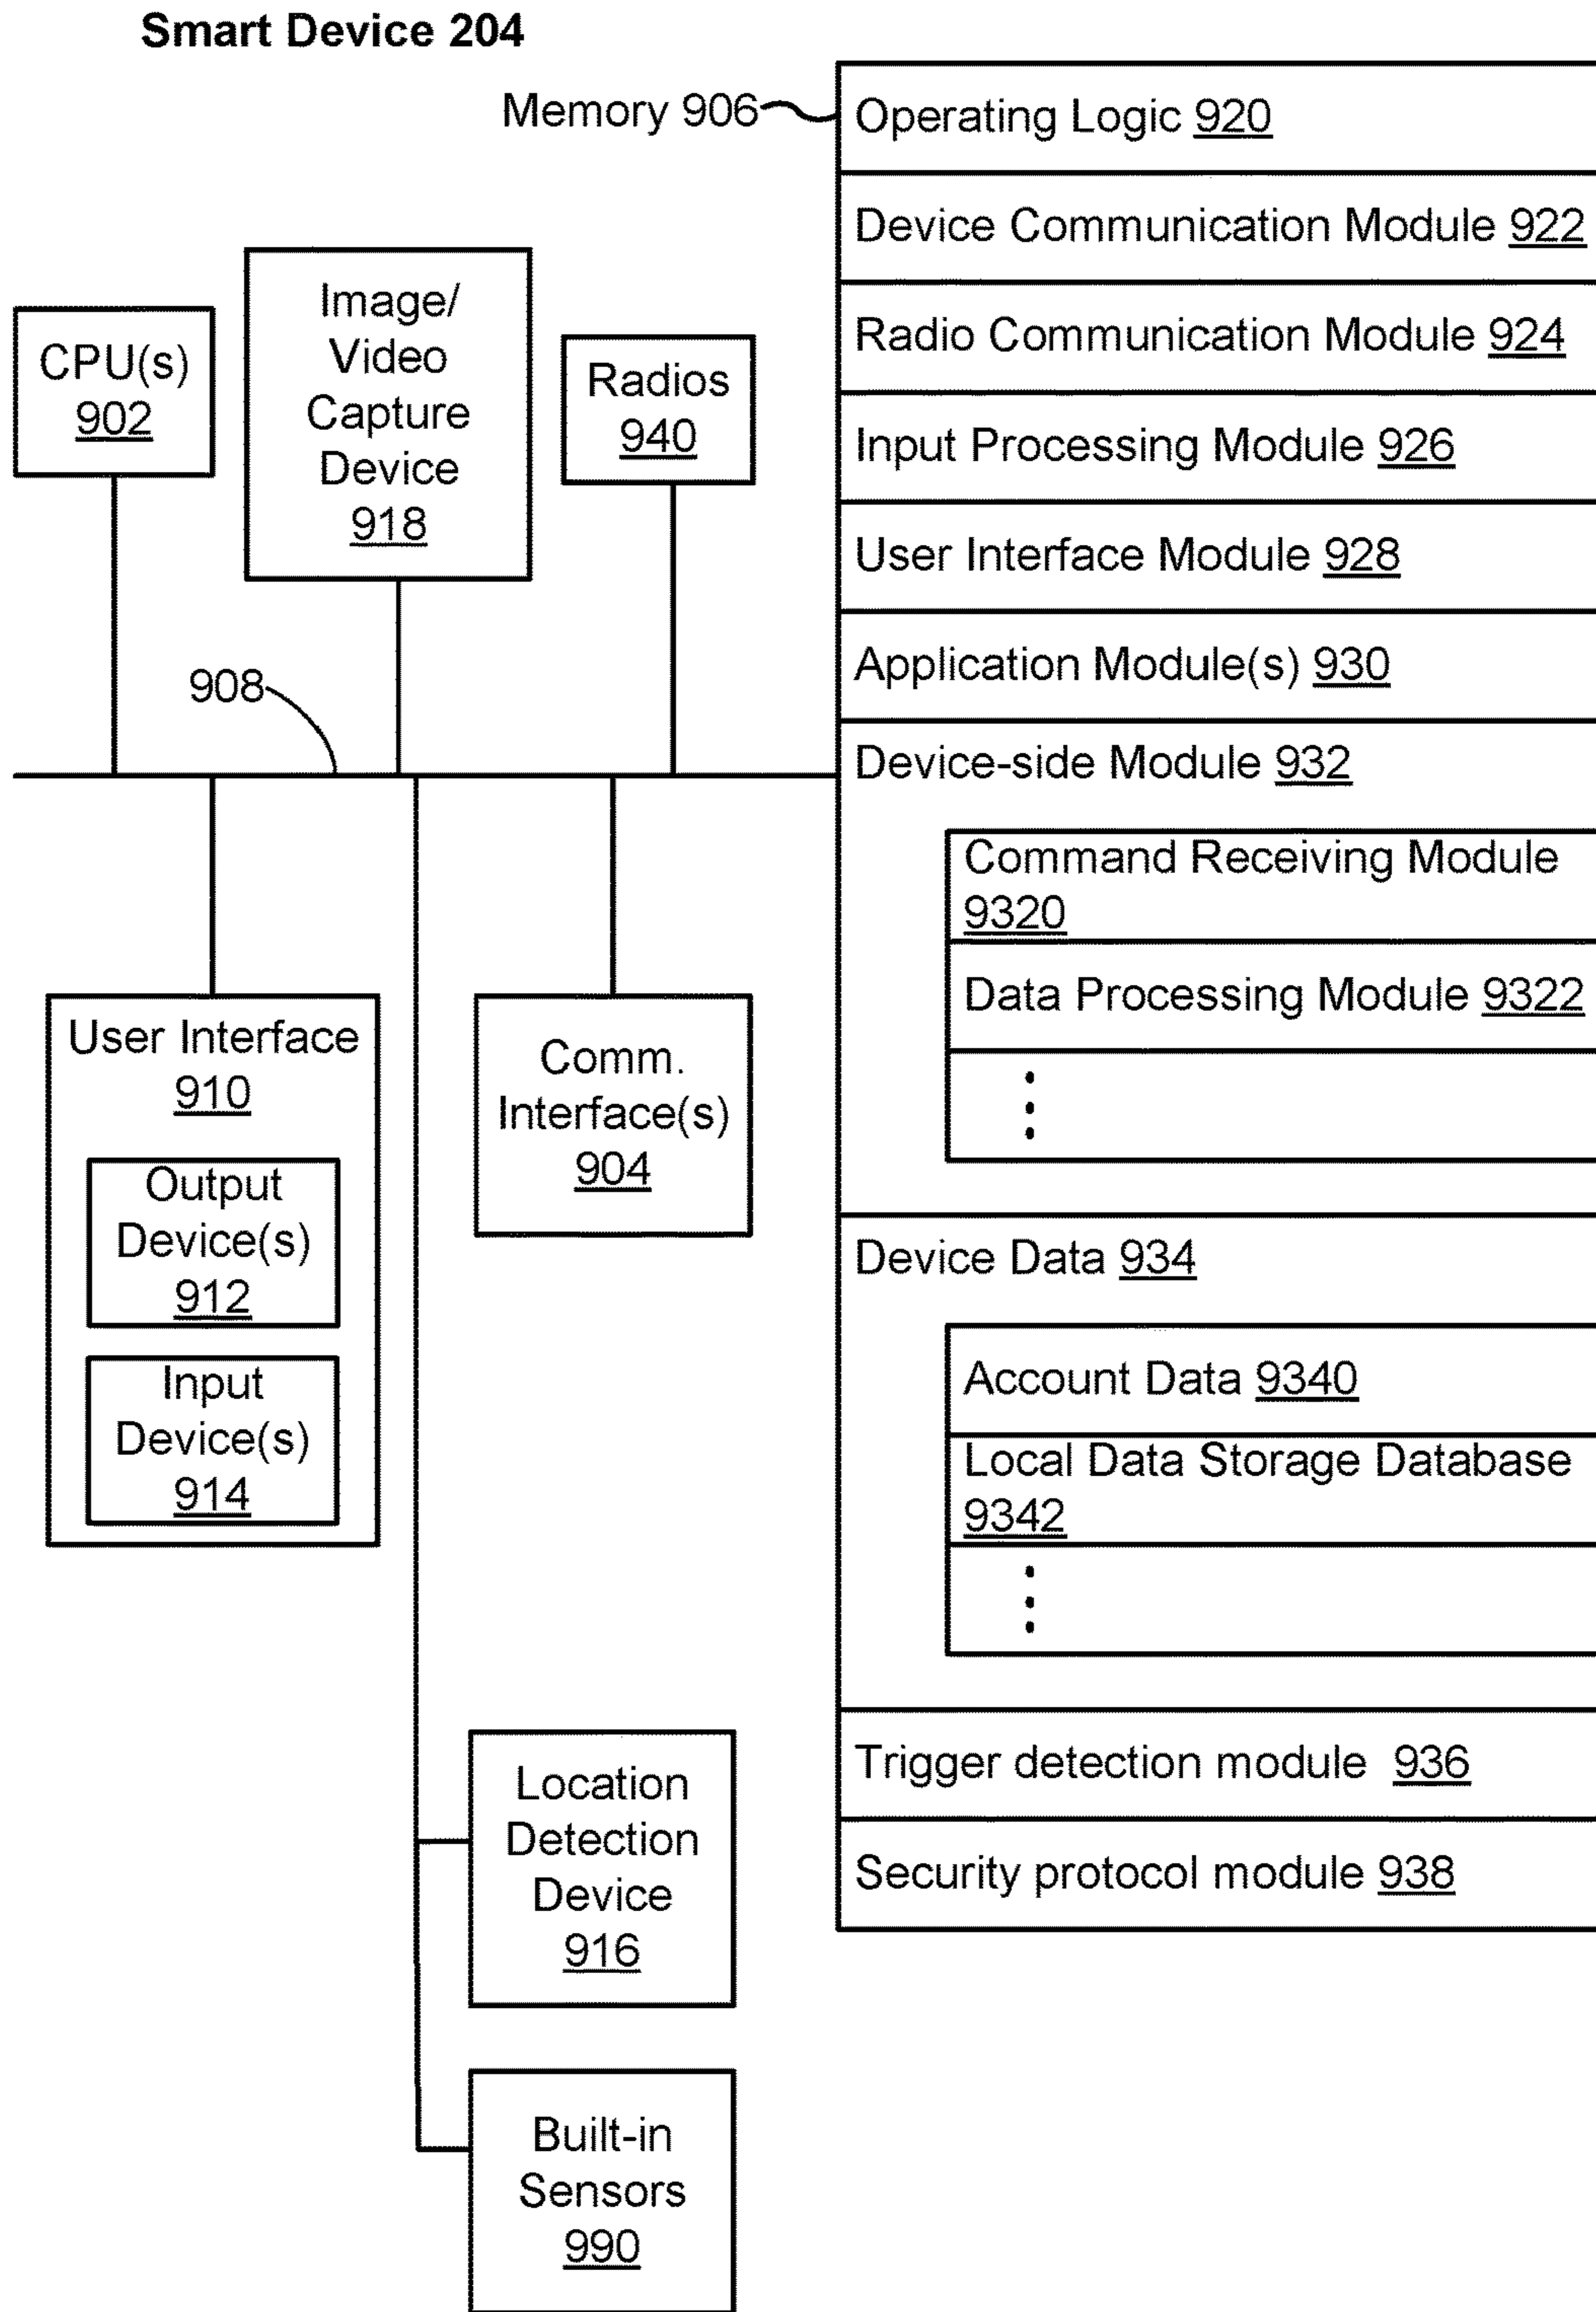 Smart Device 204
Memory 906
CPU(s)
902
Image/
Video
Capture
Device
918
Radios
940
908
User Interface
910
Output
Device(s)
912
Input
Device(s)
914
Comm.
Interface(s)
904
Location
Detection
Device
916
Built-in
Sensors
990
Operating Logic 920
Device Communication Module 922
Radio Communication Module 924
Input Processing Module 926
User Interface Module 928
Application Module(s) 930
Device-side Module 932
Command Receiving Module
9320
Data Processing Module 9322
Device Data 934
Account Data 9340
Local Data Storage Database
9342
Trigger detection module 936
Security protocol module 938